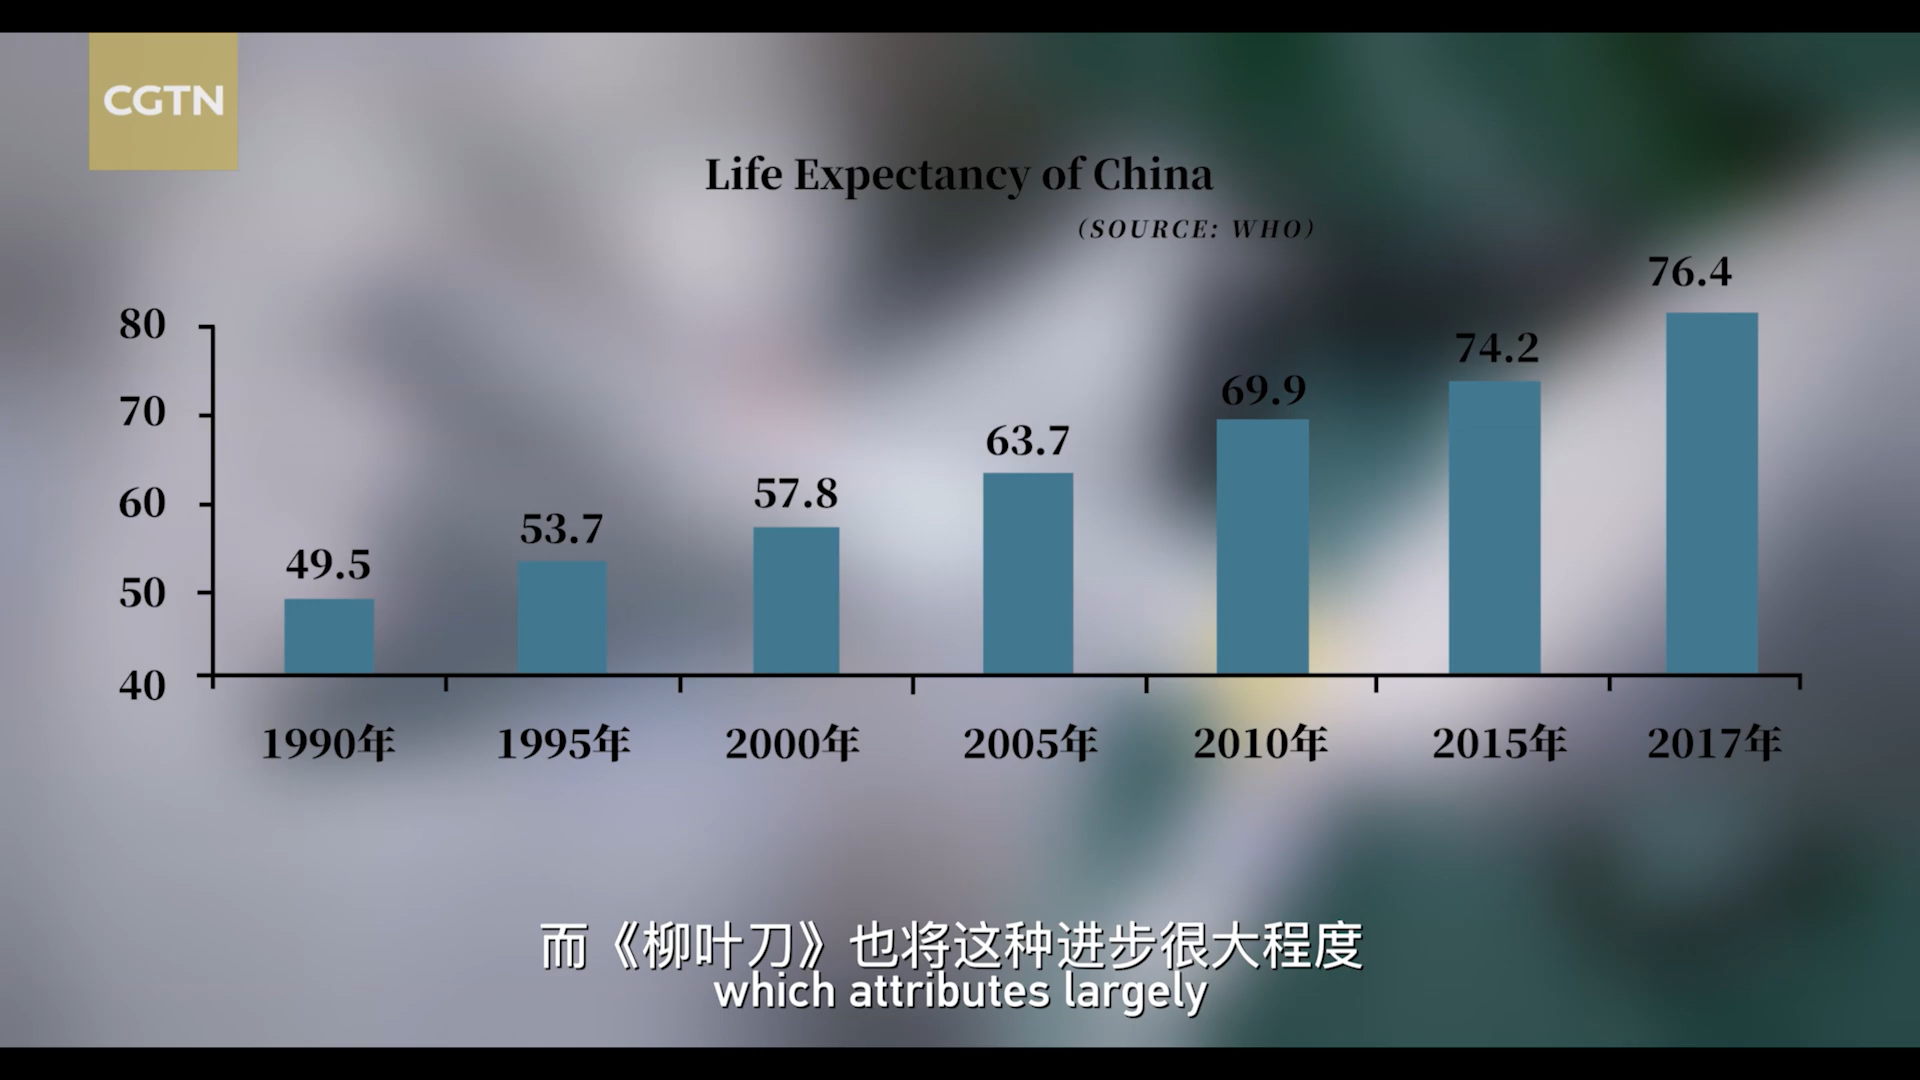 CGTN
Life Expectancy of China
(SOURCE: WHO)
76.4
74.2
69.9
63.7
57.8
53.7
49.5
80
70
60
50
40
1990年 1995年 2000年 2005年 2010年 2015年 2017年
而《柳叶刀》也将这种进步很大程度
which attributes largely